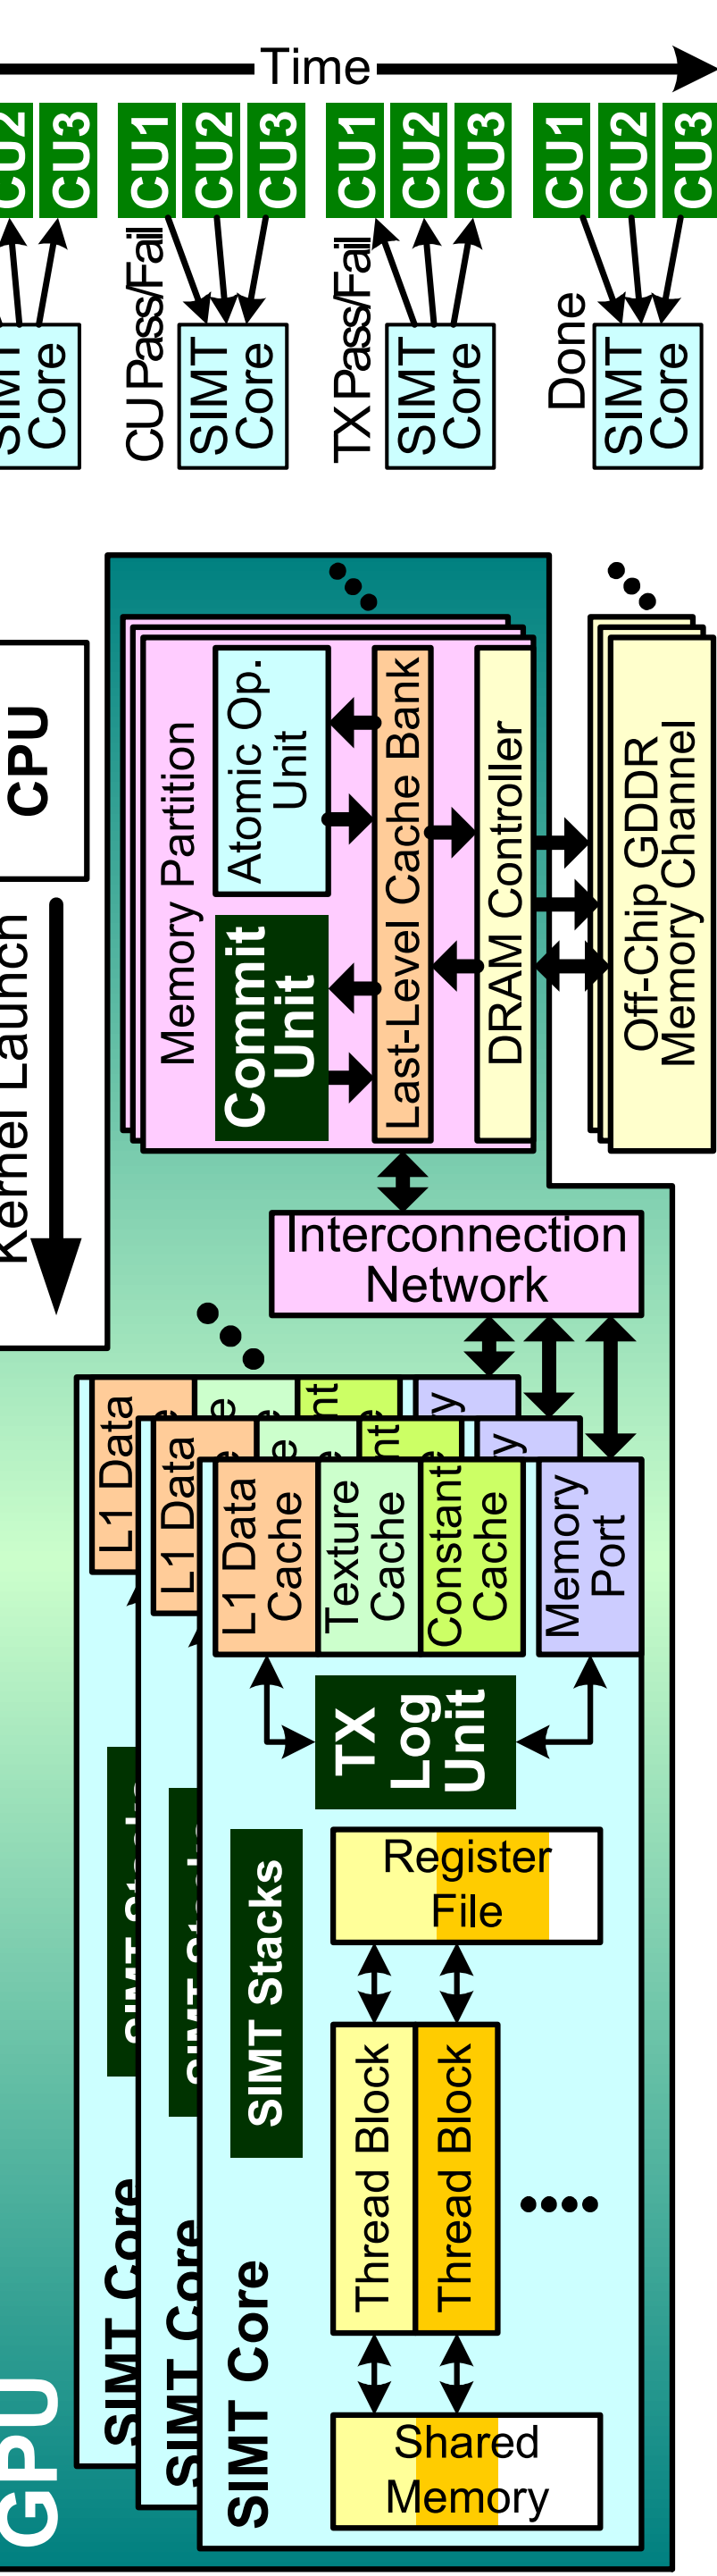 Time
CU2
CU3
CU1
CU2
CU3
CU1
CU2
CU3
CU1
CU2
CU3
CU Pass/Fail
TX Pass/Fail
Done
SIMT
Core
SIMT
Core
SIMT
Core
SIMT
Core
CPU
Kernel Launch
Memory Partition
Atomic Op.
Unit
Commit
Unit
Last-Level Cache Bank
DRAM Controller
Off-Chip GDDR
Memory Channel
Interconnection
Network
L1 Data
L1 Data
L1 Data
Cache
Texture
Cache
Constant
Cache
Memory
Port
TX
Log
Unit
SIMT Stacks
Register
File
Thread Block
Thread Block
Shared
Memory
SIMT Core
SIMT Core
SIMT Core
GPU